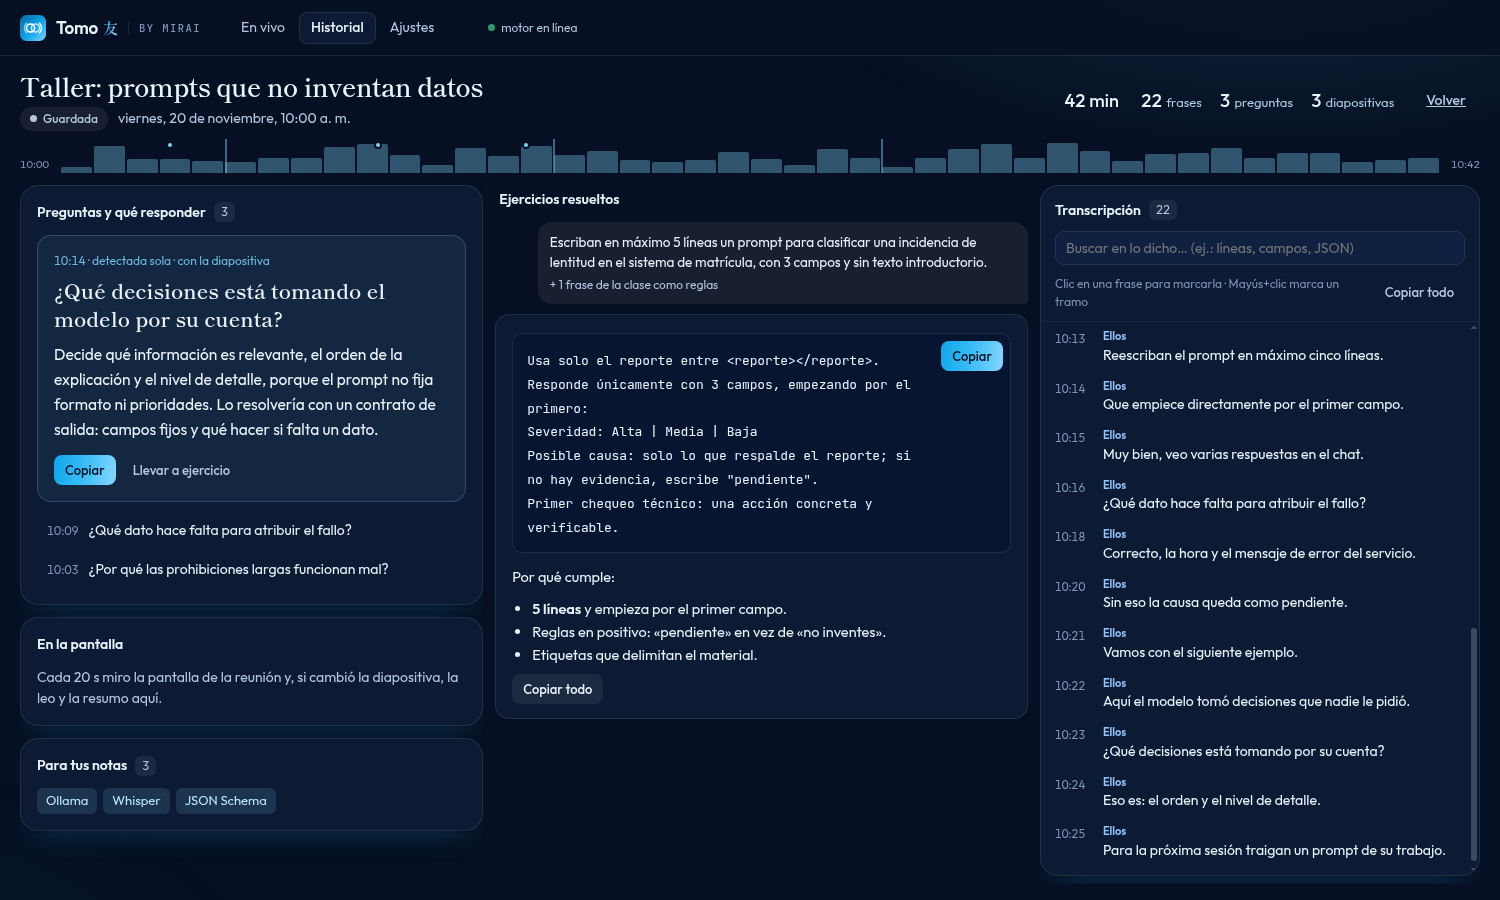 Tomo 友 BY MIRAI
En vivo
Historial
Ajustes
motor en línea
Taller: prompts que no inventan datos
Guardada
viernes, 20 de noviembre, 10:00 a. m.
42 min
22 frases
3 preguntas
3 diapositivas
Volver
10:00
10:42
Preguntas y qué responder 3
10:14 · detectada sola · con la diapositiva
¿Qué decisiones está tomando el
modelo por su cuenta?
Decide qué información es relevante, el orden de la
explicación y el nivel de detalle, porque el prompt no fija
formato ni prioridades. Lo resolvería con un contrato de
salida: campos fijos y qué hacer si falta un dato.
Copiar
Llevar a ejercicio
10:09 ¿Qué dato hace falta para atribuir el fallo?
10:03 ¿Por qué las prohibiciones largas funcionan mal?
En la pantalla
Cada 20 s miro la pantalla de la reunión y, si cambió la diapositiva, la
leo y la resumo aquí.
Para tus notas 3
Ollama
Whisper
JSON Schema
Ejercicios resueltos
Escriban en máximo 5 líneas un prompt para clasificar una incidencia de
lentitud en el sistema de matrícula, con 3 campos y sin texto introductorio.
+ 1 frase de la clase como reglas
Copiar
Usa solo el reporte entre <reporte></reporte>.
Responde únicamente con 3 campos, empezando por el
primero:
Severidad: Alta | Media | Baja
Posible causa: solo lo que respalde el reporte; si
no hay evidencia, escribe "pendiente".
Primer chequeo técnico: una acción concreta y
verificable.
Por qué cumple:
• 5 líneas y empieza por el primer campo.
• Reglas en positivo: «pendiente» en vez de «no inventes».
• Etiquetas que delimitan el material.
Copiar todo
Transcripción 22
Buscar en lo dicho... (ej.: líneas, campos, JSON)
Clic en una frase para marcarla · Mayús+clic marca un
tramo
Copiar todo
10:13 Ellos
Reescriban el prompt en máximo cinco líneas.
10:14 Ellos
Que empiece directamente por el primer campo.
10:15 Ellos
Muy bien, veo varias respuestas en el chat.
10:16 Ellos
¿Qué dato hace falta para atribuir el fallo?
10:18 Ellos
Correcto, la hora y el mensaje de error del servicio.
10:20 Ellos
Sin eso la causa queda como pendiente.
10:21 Ellos
Vamos con el siguiente ejemplo.
10:22 Ellos
Aquí el modelo tomó decisiones que nadie le pidió.
10:23 Ellos
¿Qué decisiones está tomando por su cuenta?
10:24 Ellos
Eso es: el orden y el nivel de detalle.
10:25 Ellos
Para la próxima sesión traigan un prompt de su trabajo.